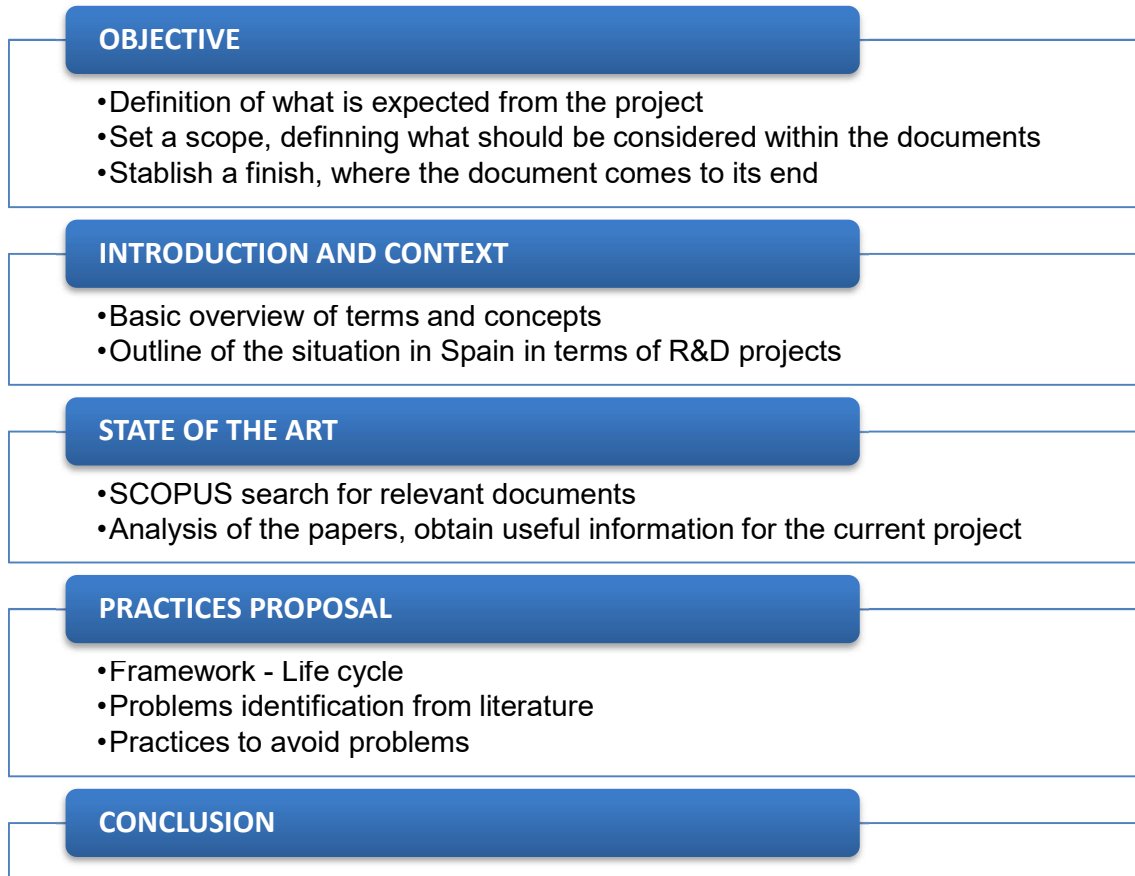 OBJECTIVE
•Definition of what is expected from the project
•Set a scope, definning what should be considered within the documents
•Stablish a finish, where the document comes to its end
INTRODUCTION AND CONTEXT
•Basic overview of terms and concepts
•Outline of the situation in Spain in terms of R&D projects
STATE OF THE ART
•SCOPUS search for relevant documents
•Analysis of the papers, obtain useful information for the current project
PRACTICES PROPOSAL
•Framework - Life cycle
•Problems identification from literature
•Practices to avoid problems
CONCLUSION